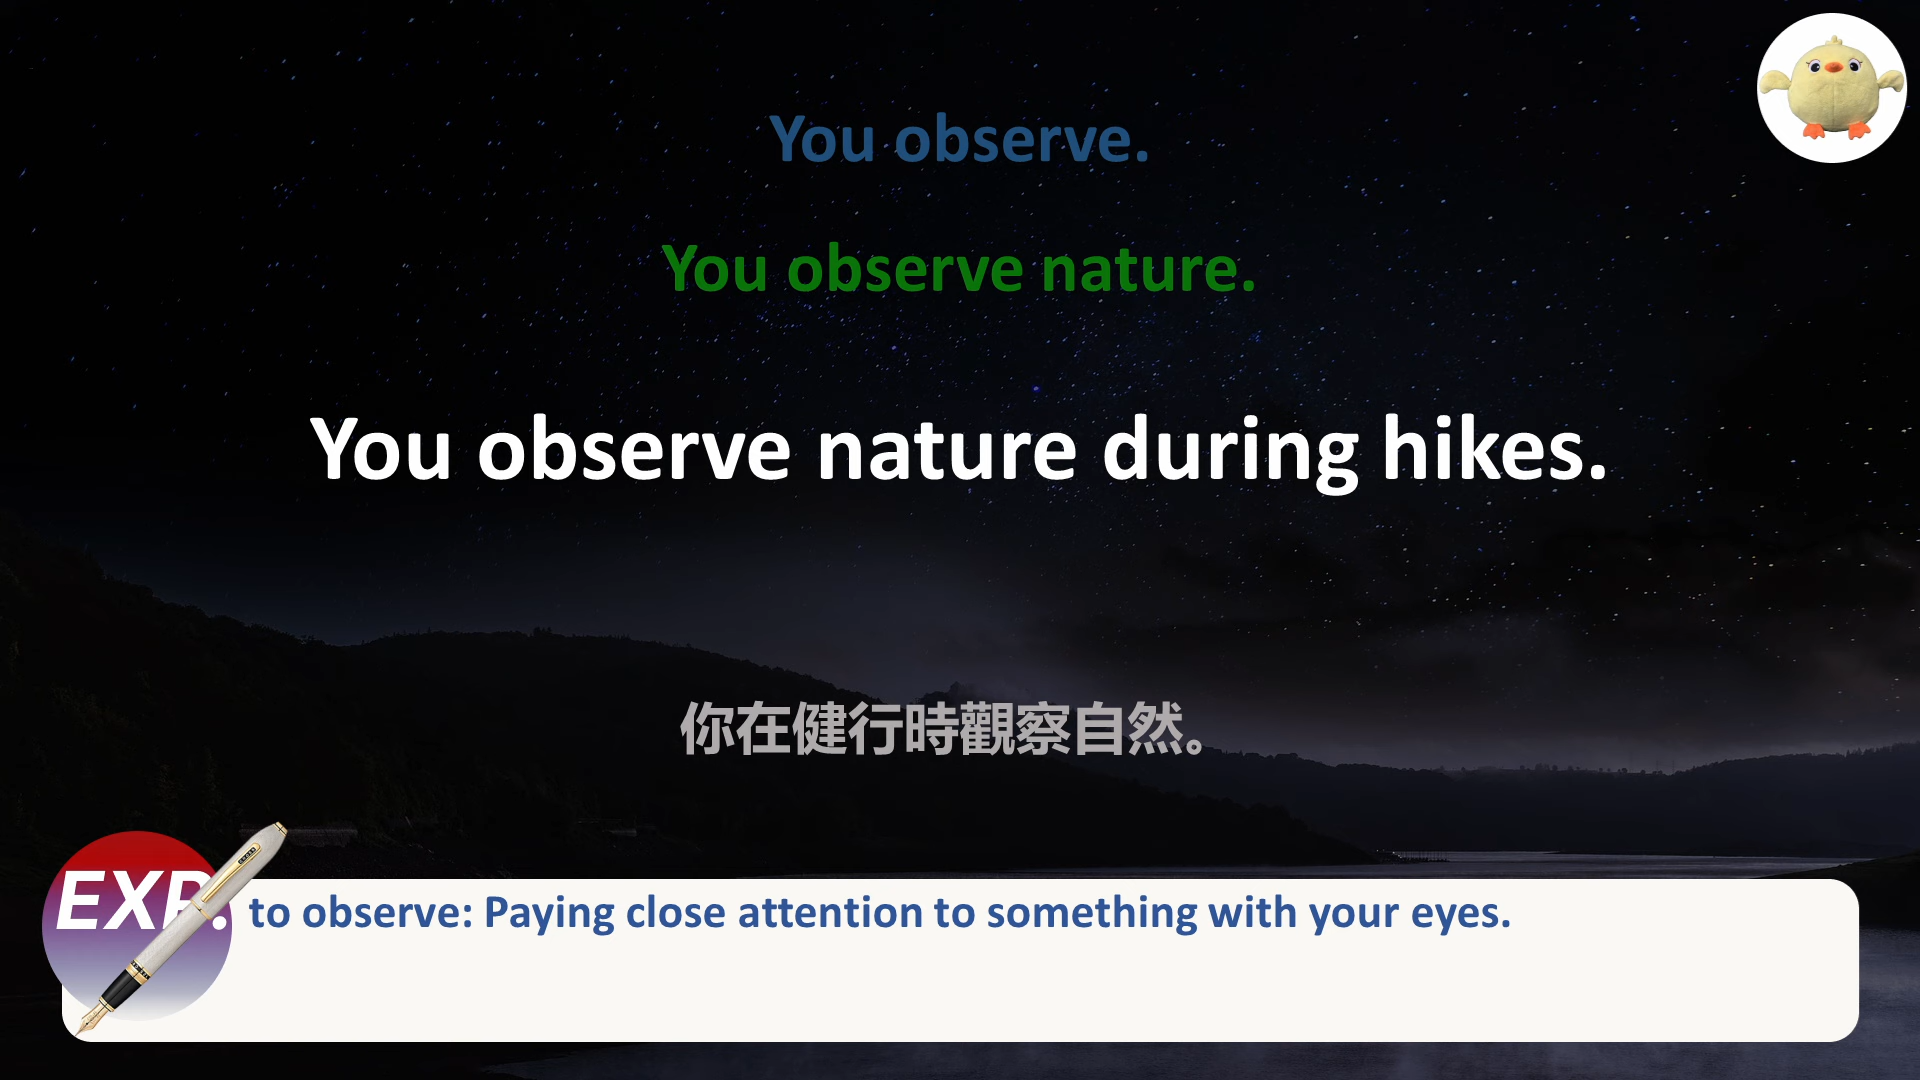 You observe.
You observe nature.
You observe nature during hikes.
你在健行時觀察自然。
EXP.
to observe: Paying close attention to something with your eyes.